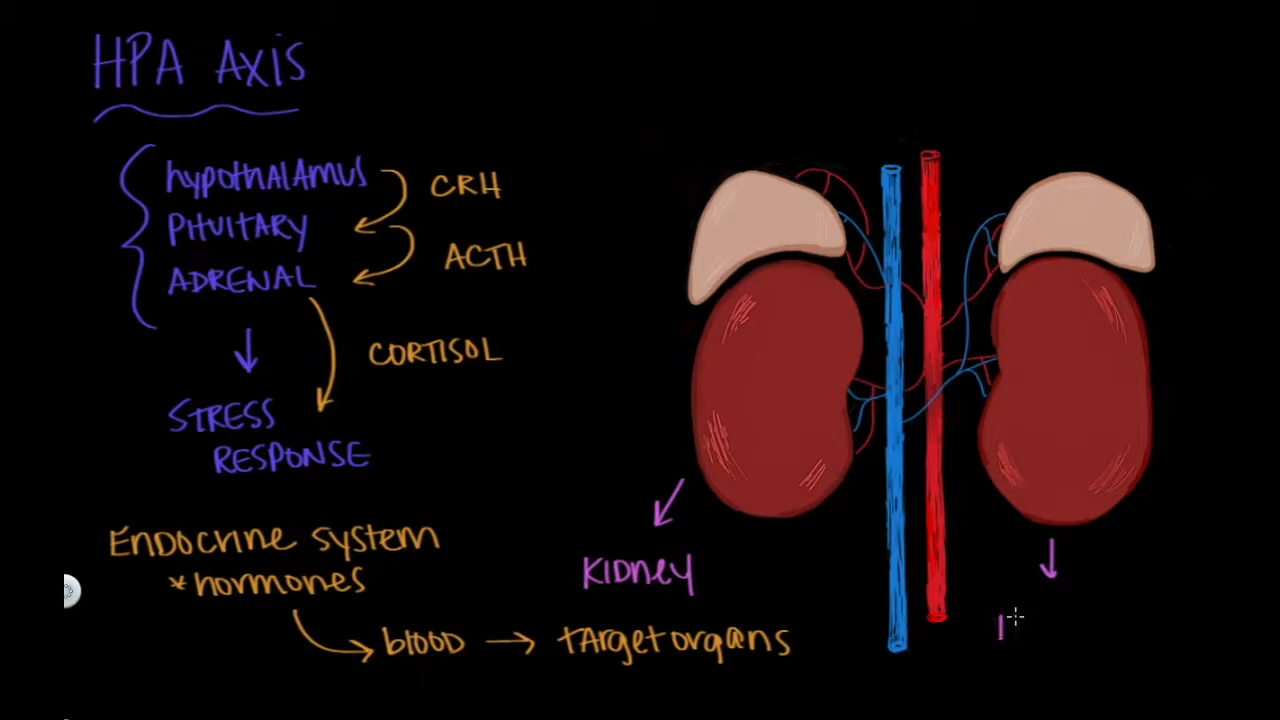 HPA AXIS
hypothalamus
CRH
PITUITARY
ACTH
ADRENAL
CORTISOL
STRESS
RESPONSE
ENDOCRINE SYSTEM
*hormones
blood → target organs
KIDNEY